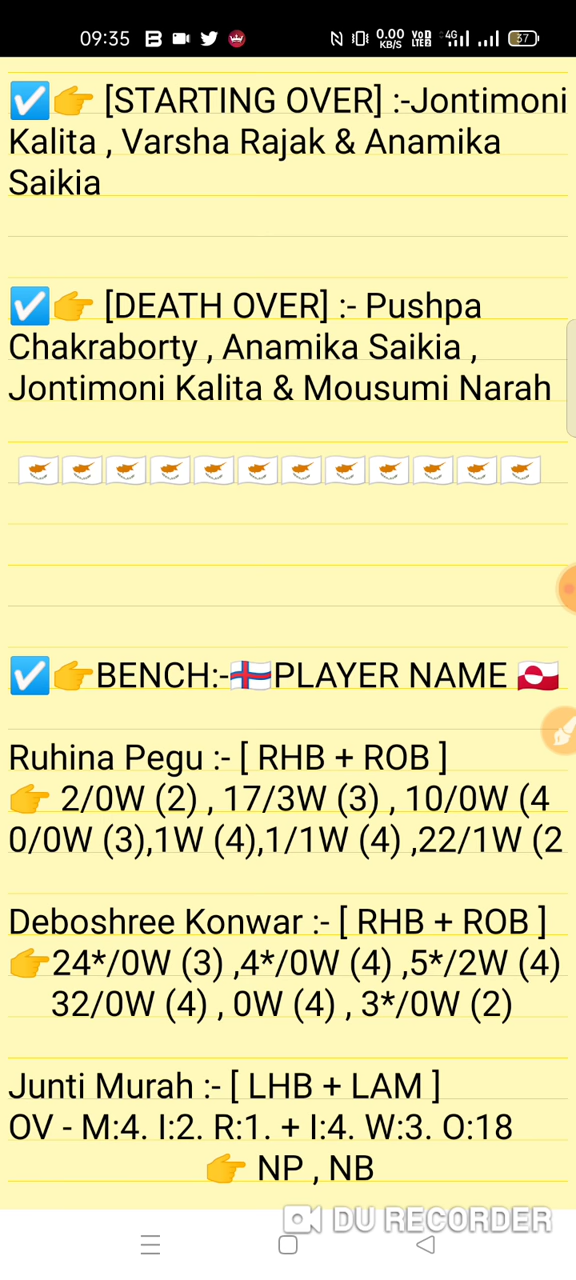 09:35
0.00
KB/S
VoD
LTE2
4G
37
✅👉 [STARTING OVER] :-Jontimoni
Kalita , Varsha Rajak & Anamika
Saikia
✅👉 [DEATH OVER] :- Pushpa
Chakraborty , Anamika Saikia ,
Jontimoni Kalita & Mousumi Narah
✅👉BENCH:-🇫🇴PLAYER NAME 🇬🇱
Ruhina Pegu :- [ RHB + ROB ]
👉 2/0W (2) , 17/3W (3) , 10/0W (4
0/0W (3),1W (4),1/1W (4) ,22/1W (2
Deboshree Konwar :- [ RHB + ROB ]
👉24*/0W (3) ,4*/0W (4) ,5*/2W (4)
32/0W (4) , 0W (4) , 3*/0W (2)
Junti Murah :- [ LHB + LAM ]
OV - M:4. I:2. R:1. + I:4. W:3. O:18
👉 NP , NB
DU RECORDER